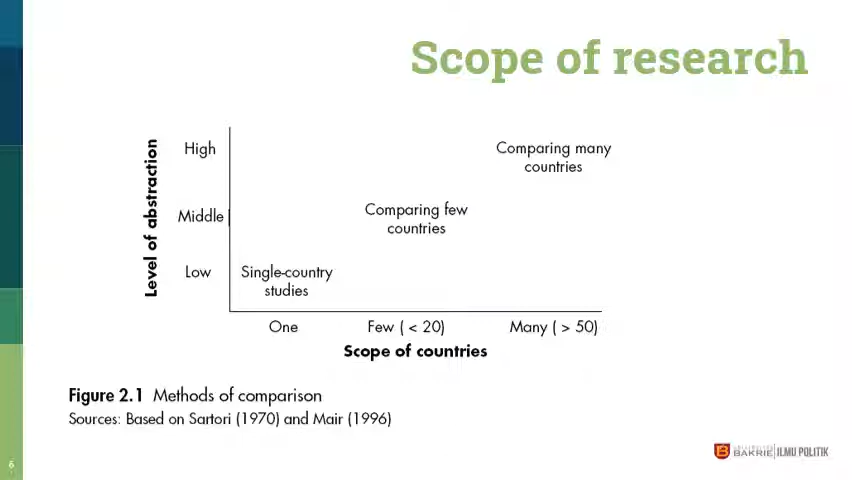 Scope of research
Level of abstraction
High
Middle
Low
Comparing many
countries
Comparing few
countries
Single-country
studies
One
Few ( < 20)
Many ( > 50)
Scope of countries
Figure 2.1 Methods of comparison
Sources: Based on Sartori (1970) and Mair (1996)
6
UNIVERSITAS
BAKRIE
ILMU POLITIK